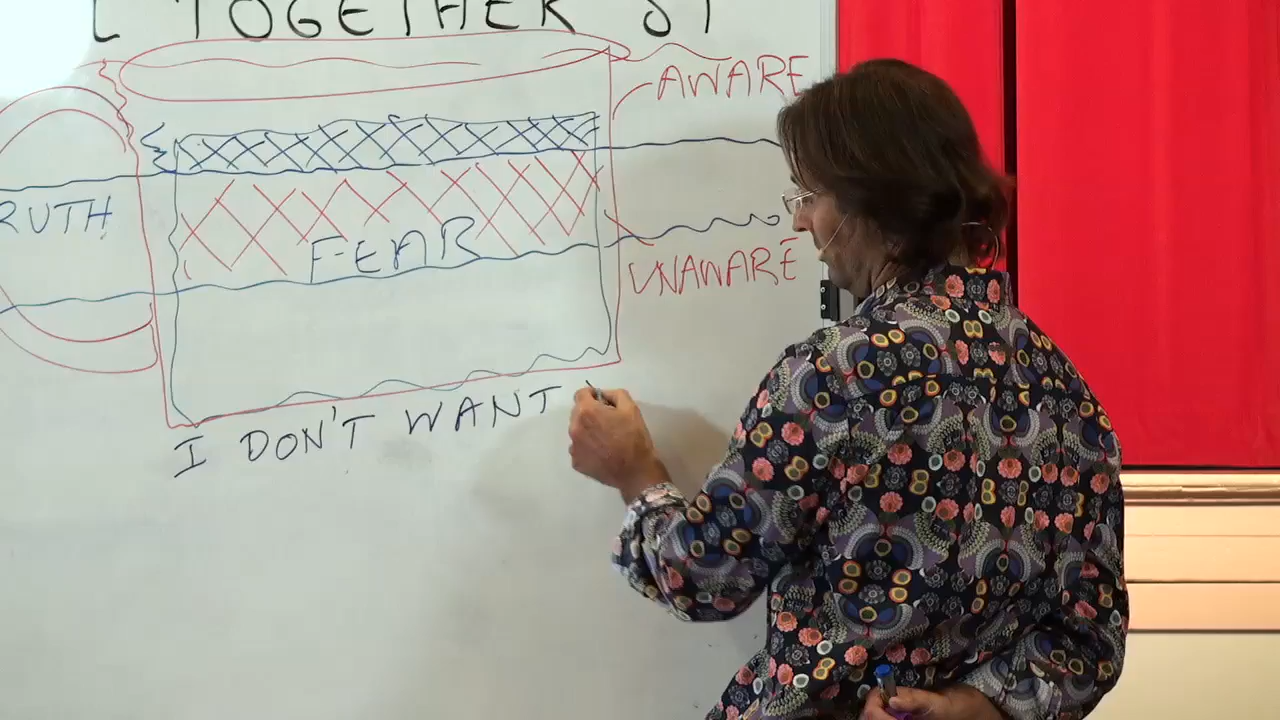 TOGETHER
AWARE
RUTH
FEAR
UNAWARE
I DON'T WANT